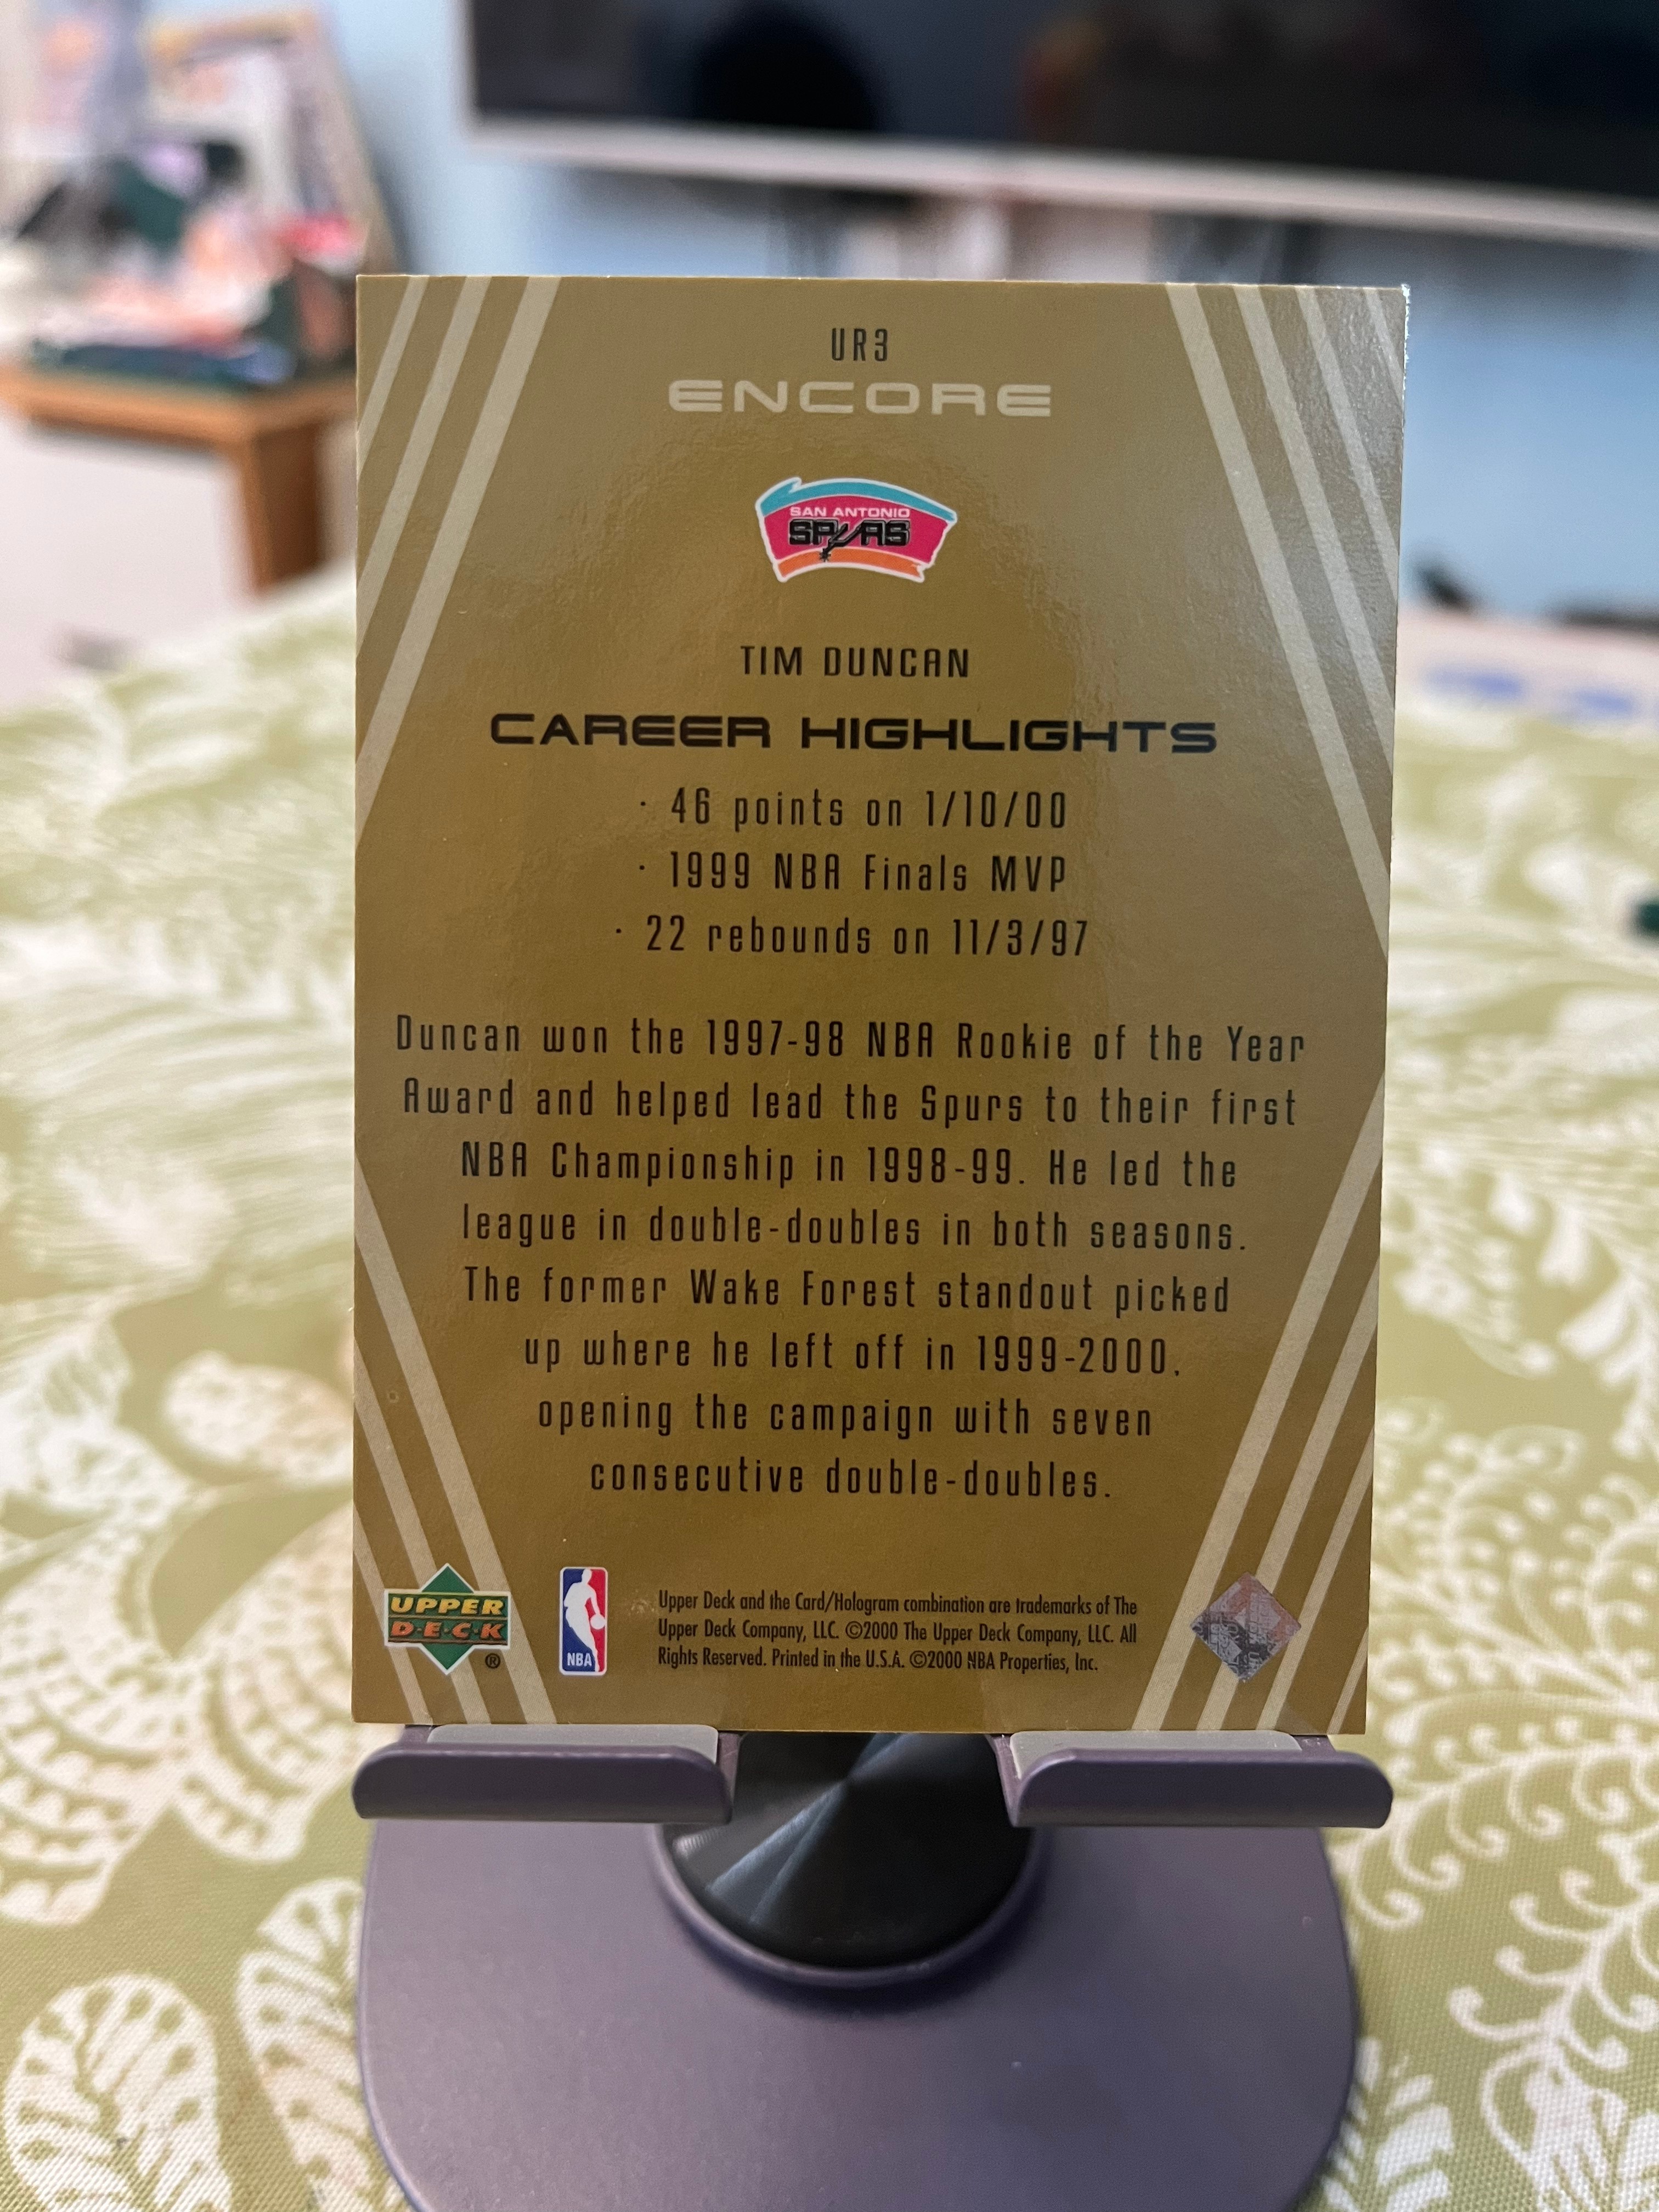 UR3
ENCORE
SAN ANTONIO
SPURS
TIM DUNCAN
CAREER HIGHLIGHTS
· 46 points on 1/10/00
· 1999 NBA Finals MVP
· 22 rebounds on 11/3/97
Duncan won the 1997-98 NBA Rookie of the Year
Award and helped lead the Spurs to their first
NBA Championship in 1998-99. He led the
league in double-doubles in both seasons.
The former Wake Forest standout picked
up where he left off in 1999-2000,
opening the campaign with seven
consecutive double-doubles.
UPPER
D·E·C·K
®
NBA
Upper Deck and the Card/Hologram combination are trademarks of The
Upper Deck Company, LLC. ©2000 The Upper Deck Company, LLC. All
Rights Reserved. Printed in the U.S.A. ©2000 NBA Properties, Inc.